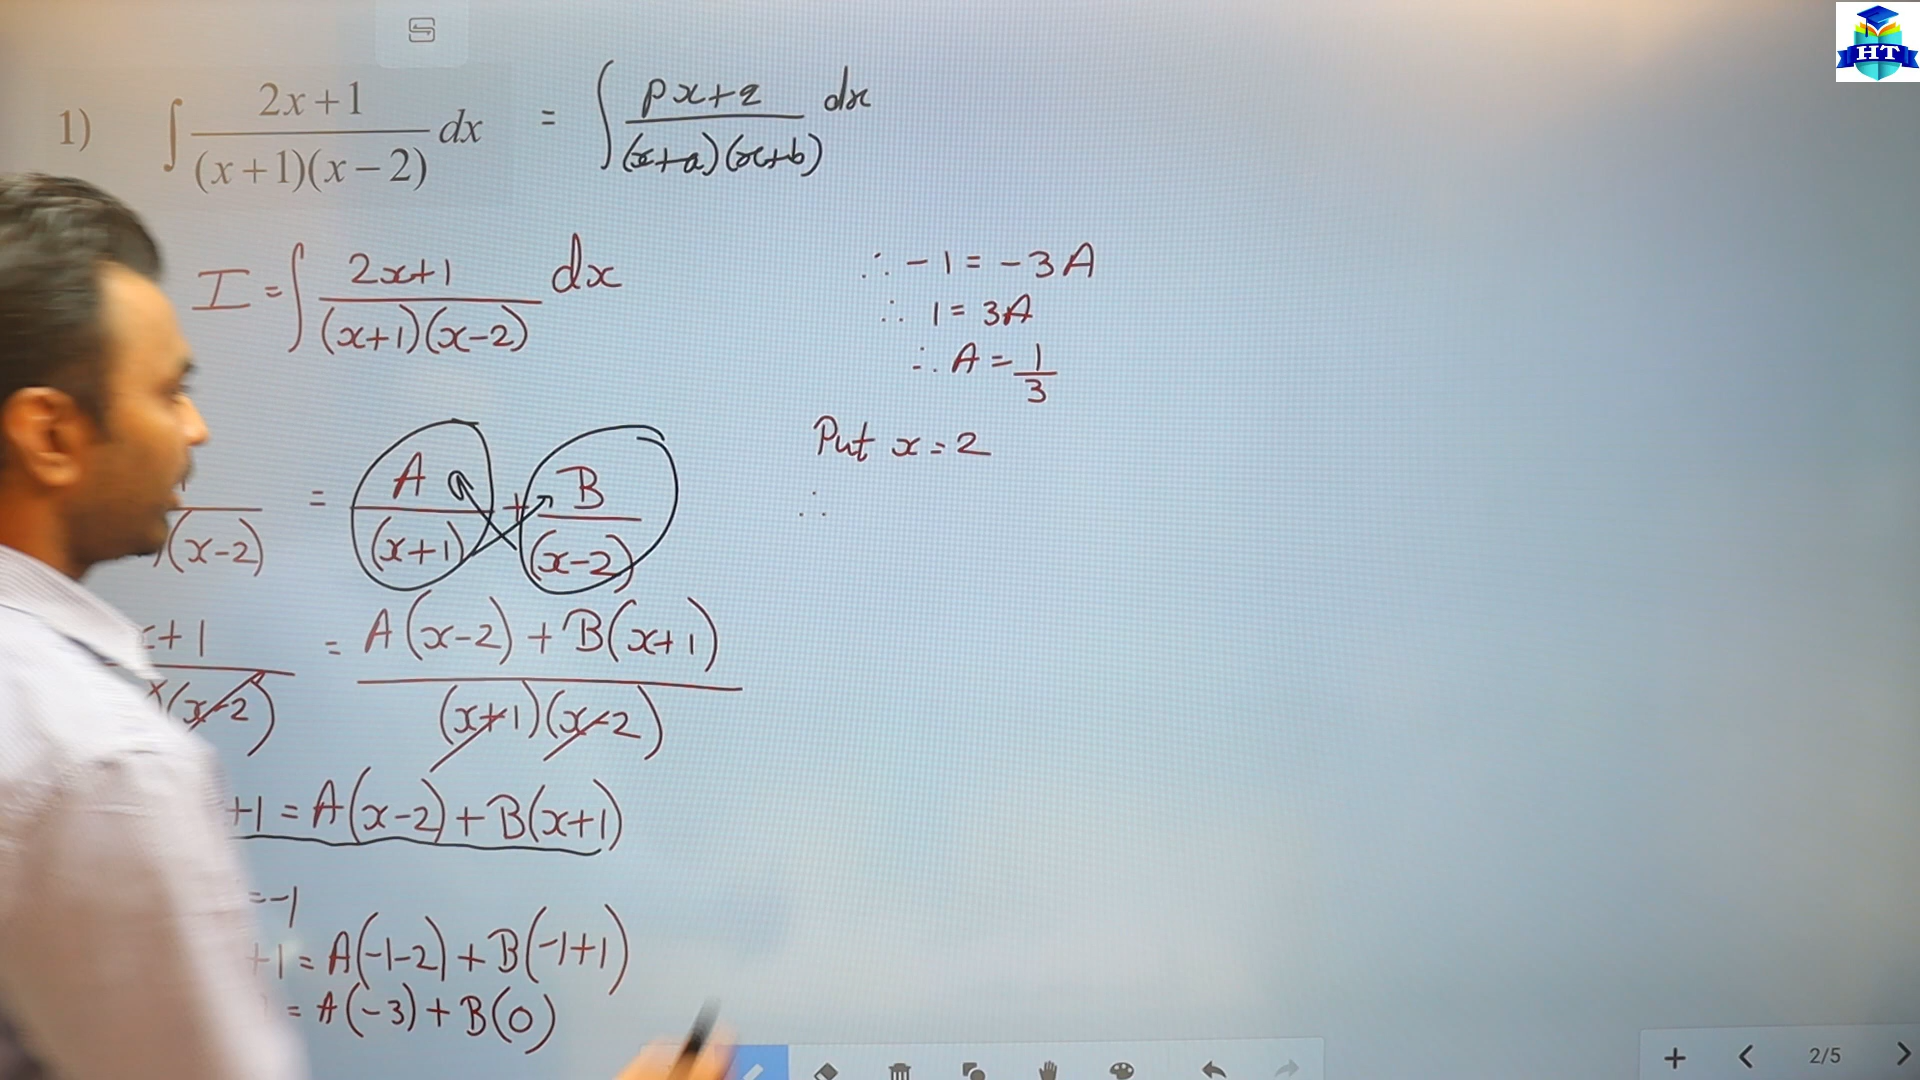 1) ∫ 2x+1 / (x+1)(x−2) dx = ∫ px+q / (x+a)(x+b) dx
I = ∫ 2x+1 / (x+1)(x-2) dx
(x-2) = A / (x+1) + B / (x-2)
x+1 / (x-2) = A(x-2) + B(x+1) / (x+1)(x-2)
+1 = A(x-2) + B(x+1)
=-1
+1 = A(-1-2) + B(-1+1)
= A(-3) + B(0)
∴ -1 = -3A
∴ 1 = 3A
∴ A = 1/3
Put x = 2
∴
HT
2/5